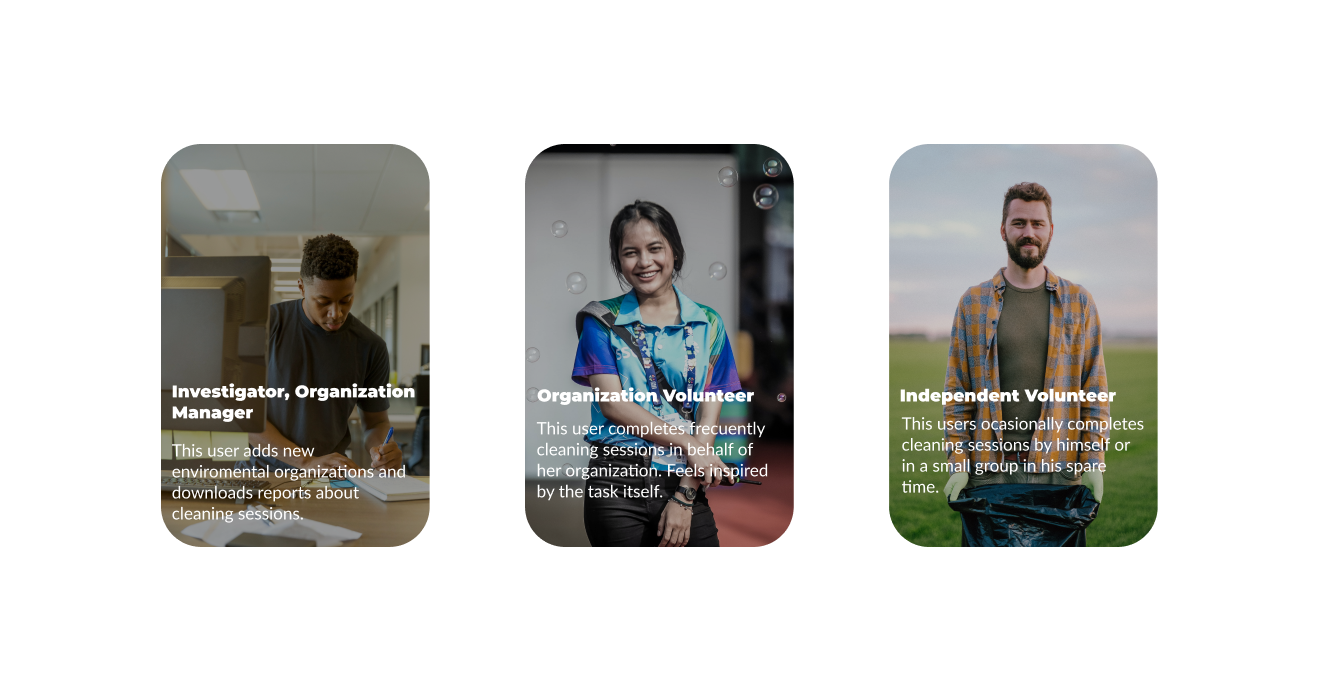 Investigator, Organization
Manager
This user adds new
enviromental organizations and
downloads reports about
cleaning sessions.
Organization Volunteer
This user completes frecuently
cleaning sessions in behalf of
her organization. Feels inspired
by the task itself.
Independent Volunteer
This users ocasionally completes
cleaning sessions by himself or
in a small group in his spare
time.